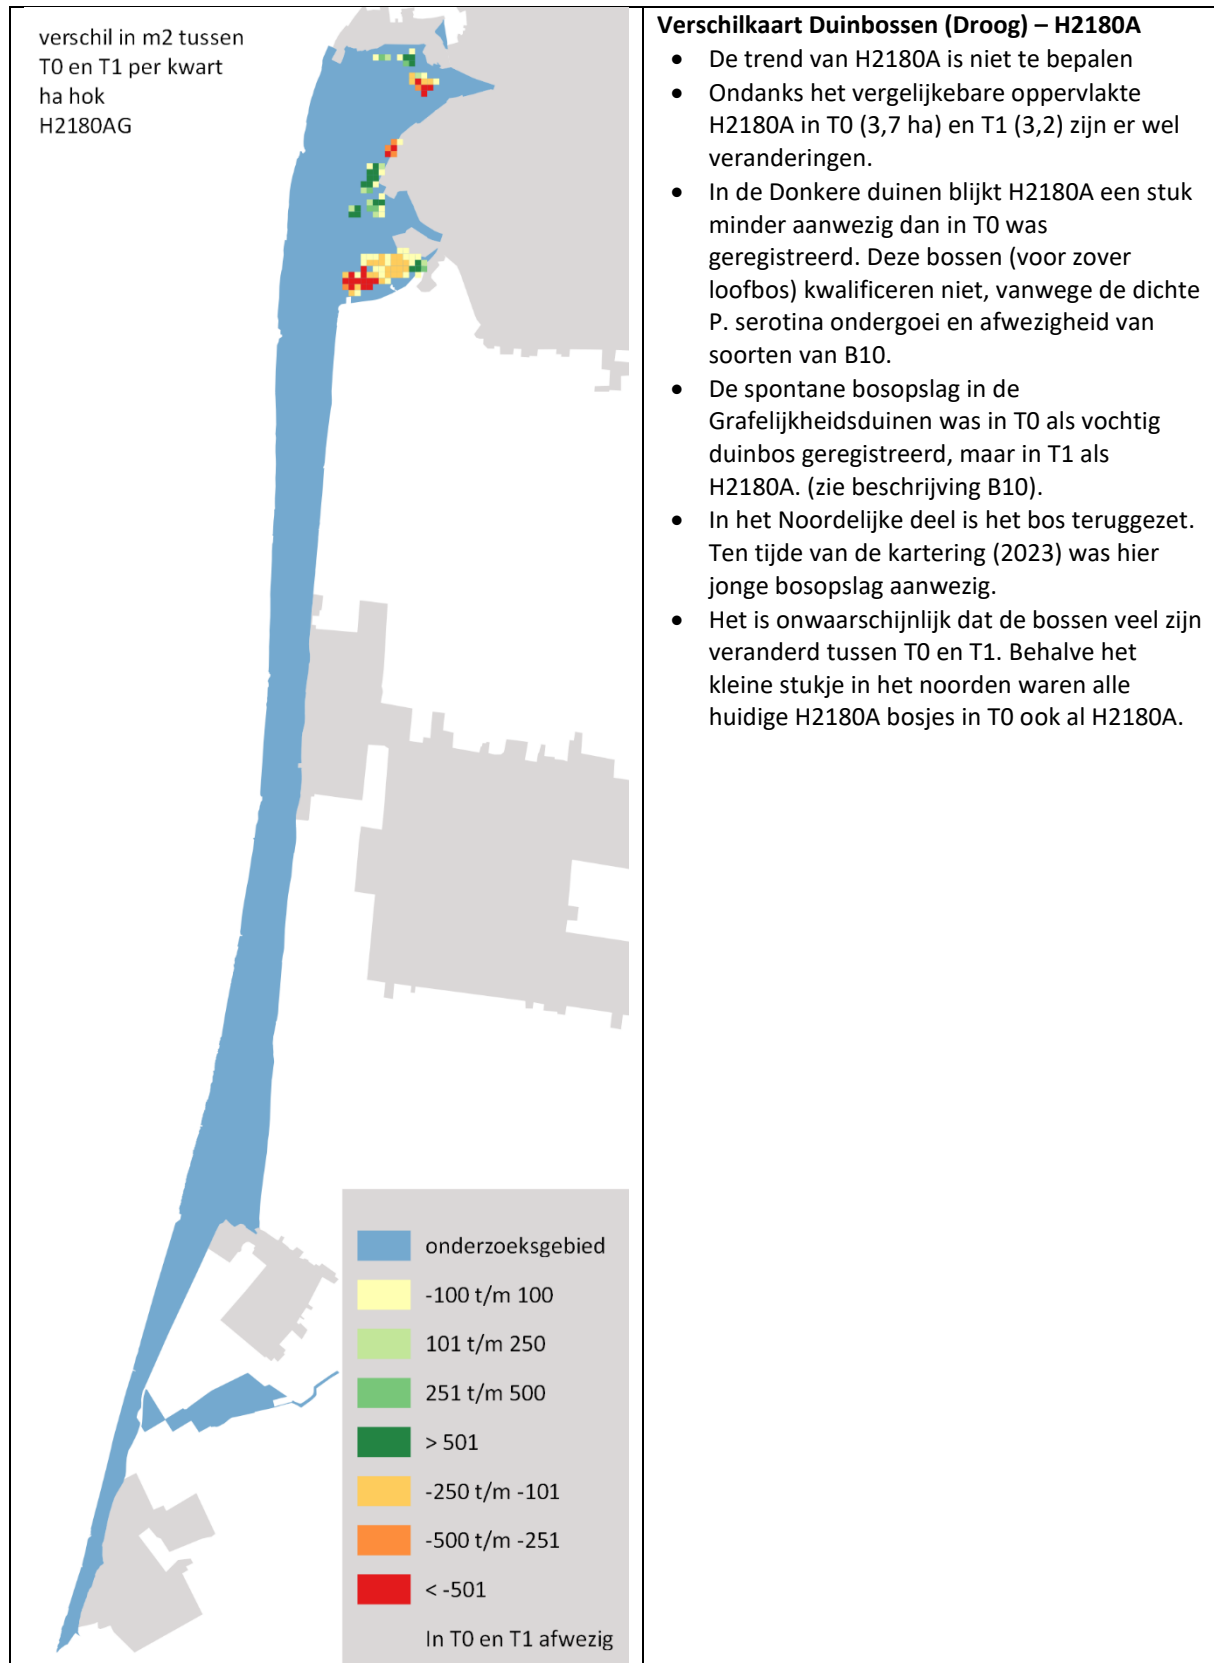 verschil in m2 tussen
T0 en T1 per kwart
ha hok
H2180AG
onderzoeksgebied
-100 t/m 100
101 t/m 250
251 t/m 500
> 501
-250 t/m -101
-500 t/m -251
< -501
In T0 en T1 afwezig
Verschilkaart Duinbossen (Droog) – H2180A
• De trend van H2180A is niet te bepalen
• Ondanks het vergelijkebare oppervlakte
H2180A in T0 (3,7 ha) en T1 (3,2) zijn er wel
veranderingen.
• In de Donkere duinen blijkt H2180A een stuk
minder aanwezig dan in T0 was
geregistreerd. Deze bossen (voor zover
loofbos) kwalificeren niet, vanwege de dichte
P. serotina ondergoei en afwezigheid van
soorten van B10.
• De spontane bosopslag in de
Grafelijkheidsduinen was in T0 als vochtig
duinbos geregistreerd, maar in T1 als
H2180A. (zie beschrijving B10).
• In het Noordelijke deel is het bos teruggezet.
Ten tijde van de kartering (2023) was hier
jonge bosopslag aanwezig.
• Het is onwaarschijnlijk dat de bossen veel zijn
veranderd tussen T0 en T1. Behalve het
kleine stukje in het noorden waren alle
huidige H2180A bosjes in T0 ook al H2180A.